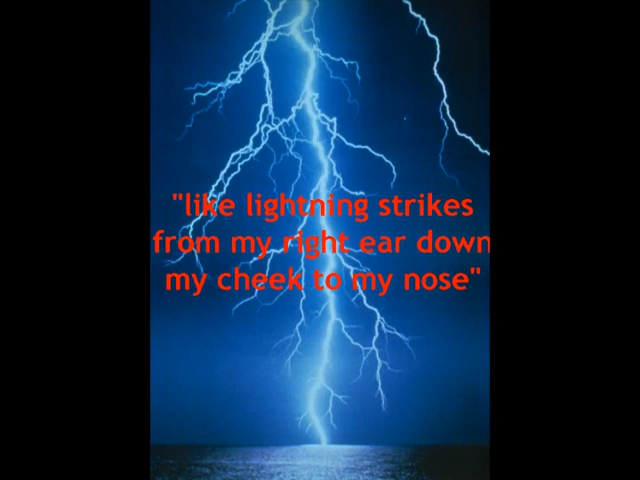 "like lightning strikes
from my right ear down
my cheek to my nose"